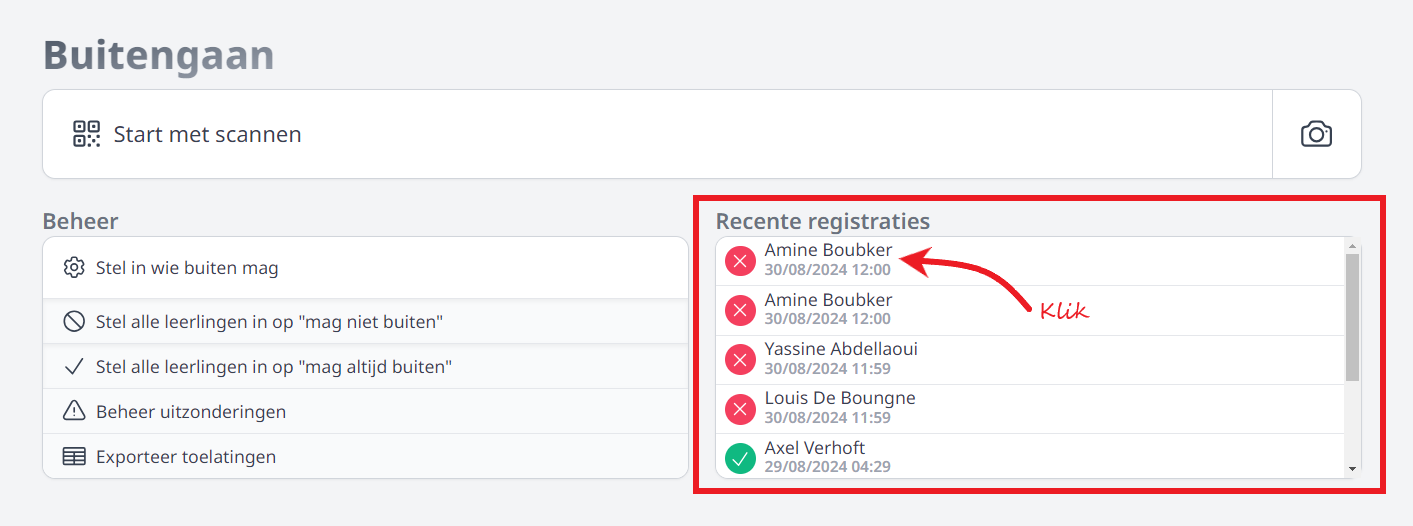 Buitengaan
Start met scannen
Beheer
Stel in wie buiten mag
Stel alle leerlingen in op "mag niet buiten"
Stel alle leerlingen in op "mag altijd buiten"
Beheer uitzonderingen
Exporteer toelatingen
Recente registraties
Amine Boubker
30/08/2024 12:00
Klik
Amine Boubker
30/08/2024 12:00
Yassine Abdellaoui
30/08/2024 11:59
Louis De Boungne
30/08/2024 11:59
Axel Verhoft
29/08/2024 04:29